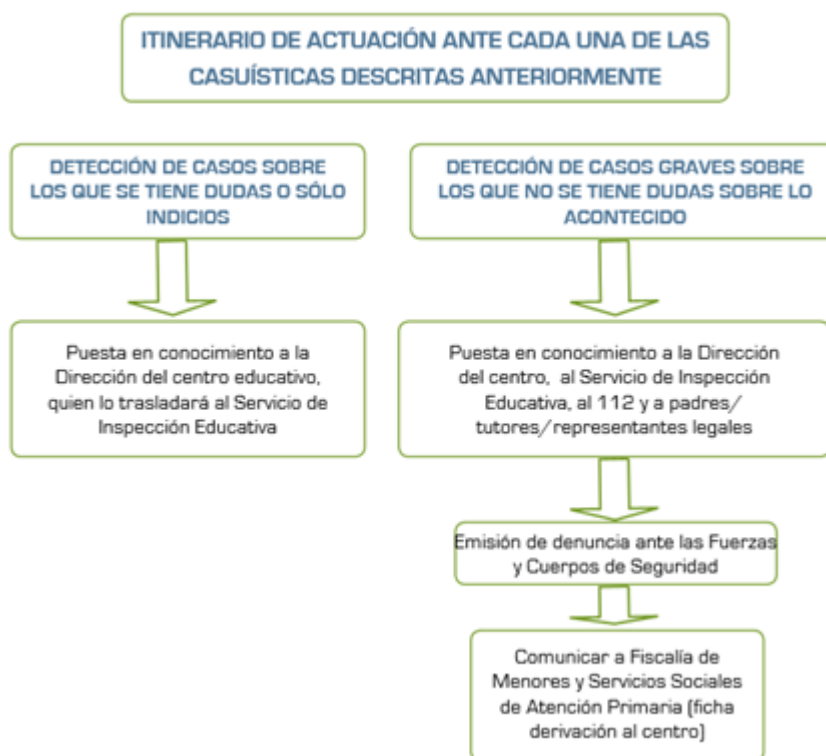 ITINERARIO DE ACTUACIÓN ANTE CADA UNA DE LAS
CASUÍSTICAS DESCRITAS ANTERIORMENTE
DETECCIÓN DE CASOS SOBRE
LOS QUE SE TIENE DUDAS O SÓLO
INDICIOS
Puesta en conocimiento a la
Dirección del centro educativo,
quien lo trasladará al Servicio de
Inspección Educativa
DETECCIÓN DE CASOS GRAVES SOBRE
LOS QUE NO SE TIENE DUDAS SOBRE LO
ACONTECIDO
Puesta en conocimiento a la Dirección
del centro, al Servicio de Inspección
Educativa, al 112 y a padres/
tutores/representantes legales
Emisión de denuncia ante las Fuerzas
y Cuerpos de Seguridad
Comunicar a Fiscalía de
Menores y Servicios Sociales
de Atención Primaria (ficha
derivación al centro)